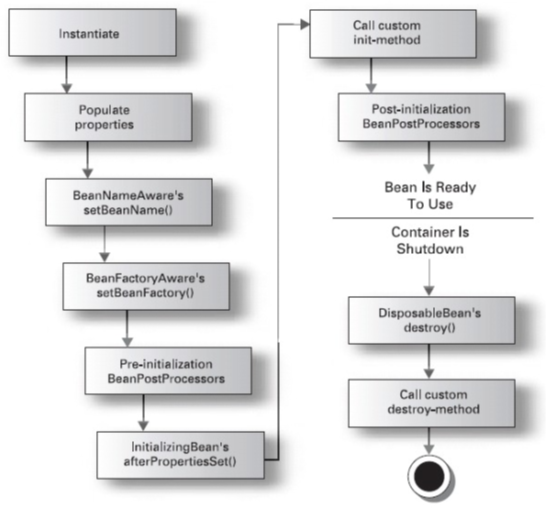 Instantiate
Populate
properties
BeanNameAware's
setBeanName()
BeanFactoryAware's
setBeanFactory()
Pre-initialization
BeanPostProcessors
InitializingBean's
afterPropertiesSet()
Call custom
init-method
Post-initialization
BeanPostProcessors
Bean Is Ready
To Use
Container Is
Shutdown
DisposableBean's
destroy()
Call custom
destroy-method